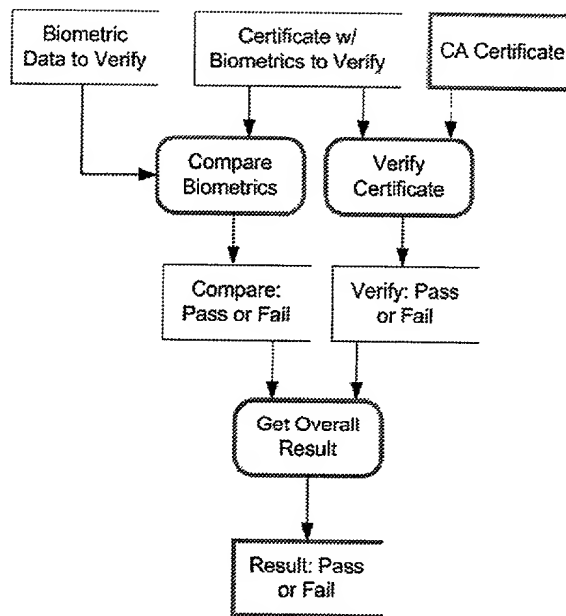 Biometric
Data to Verify
Certificate w/
Biometrics to Verify
CA Certificate
Compare
Biometrics
Verify
Certificate
Compare:
Pass or Fail
Verify: Pass
or Fail
Get Overall
Result
Result: Pass
or Fail